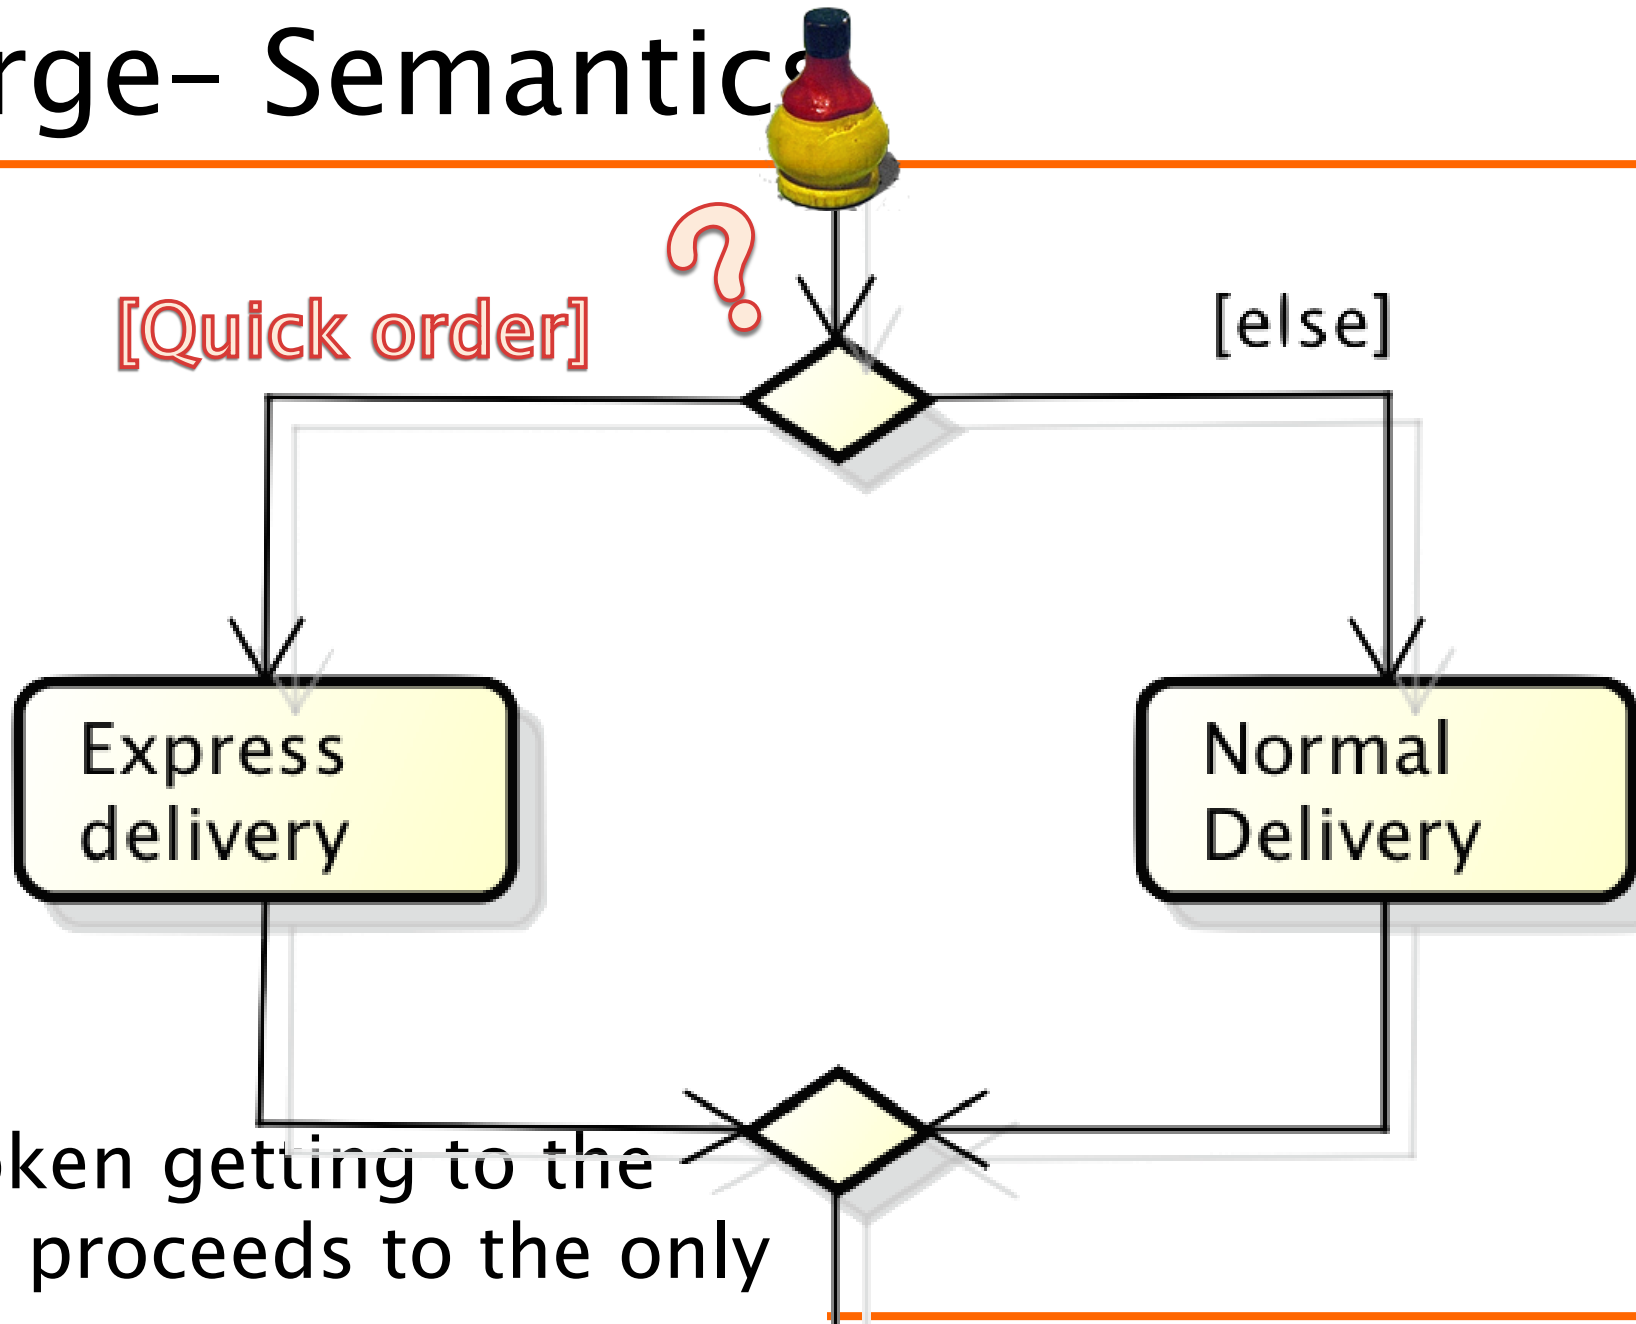 rge– Semantics
?
[Quick order]
[else]
Express
delivery
Normal
Delivery
ken getting to the
proceeds to the only